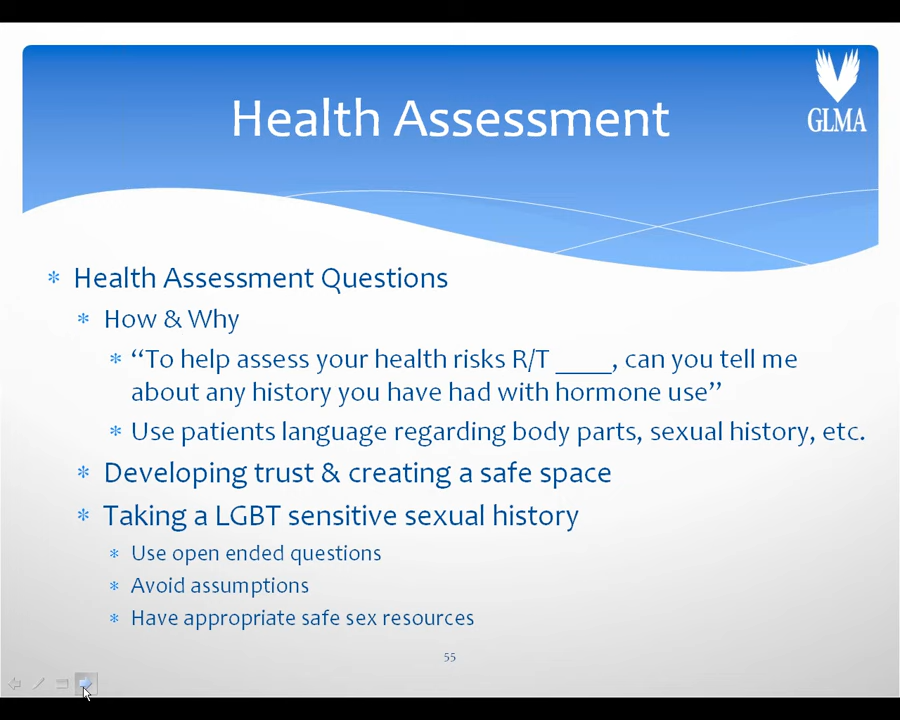 GLMA
Health Assessment
* Health Assessment Questions
* How & Why
* “To help assess your health risks R/T ____, can you tell me
about any history you have had with hormone use”
* Use patients language regarding body parts, sexual history, etc.
* Developing trust & creating a safe space
* Taking a LGBT sensitive sexual history
* Use open ended questions
* Avoid assumptions
* Have appropriate safe sex resources
55